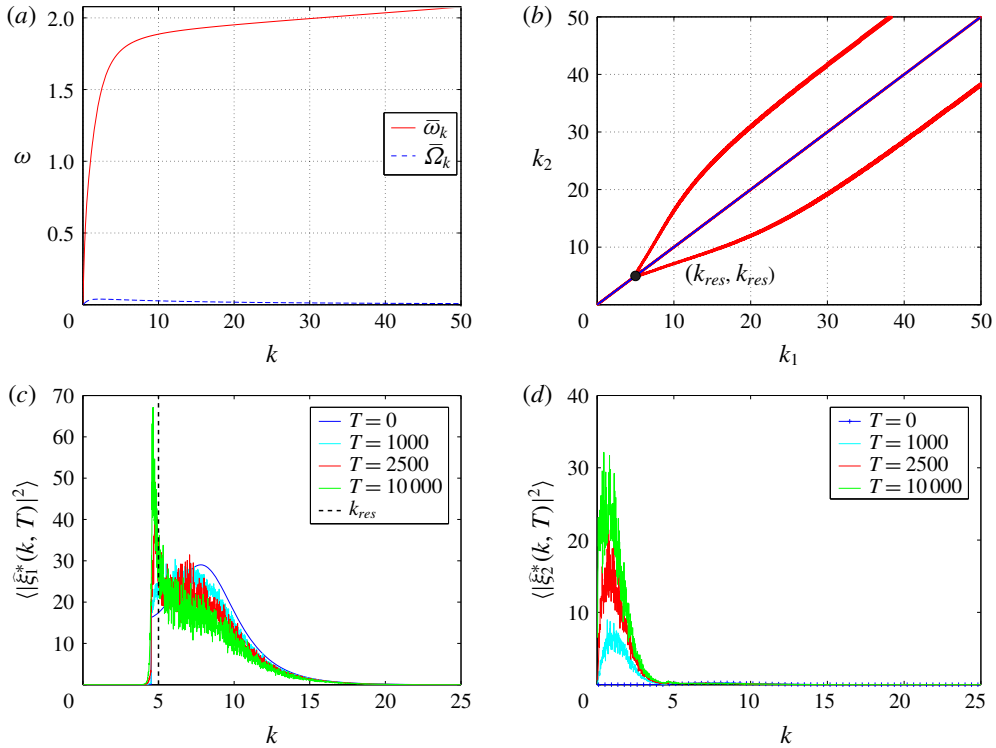 (a)
2.0
1.5
1.0
0.5
0
10
20
30
40
50
ω
k
ω̅_k
Ω̅_k
(b)
50
40
30
20
10
0
10
20
30
40
50
k_2
k_1
(k_res, k_res)
(c)
70
60
50
40
30
20
10
0
5
10
15
20
25
⟨|ξ̂_1^*(k, T)|^2⟩
k
T = 0
T = 1000
T = 2500
T = 10 000
k_res
(d)
40
30
20
10
0
5
10
15
20
25
⟨|ξ̂_2^*(k, T)|^2⟩
k
T = 0
T = 1000
T = 2500
T = 10 000